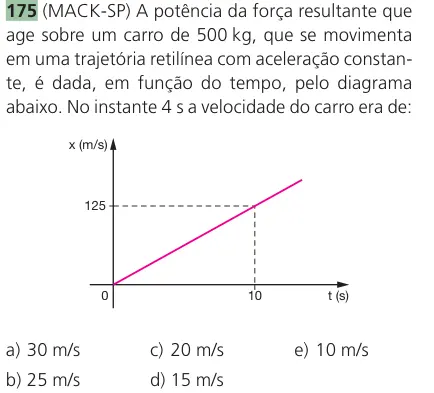 175 (MACK-SP) A potência da força resultante que
age sobre um carro de 500 kg, que se movimenta
em uma trajetória retilínea com aceleração constan-
te, é dada, em função do tempo, pelo diagrama
abaixo. No instante 4 s a velocidade do carro era de:
x (m/s)
125
0
10
t (s)
a) 30 m/s c) 20 m/s e) 10 m/s
b) 25 m/s d) 15 m/s